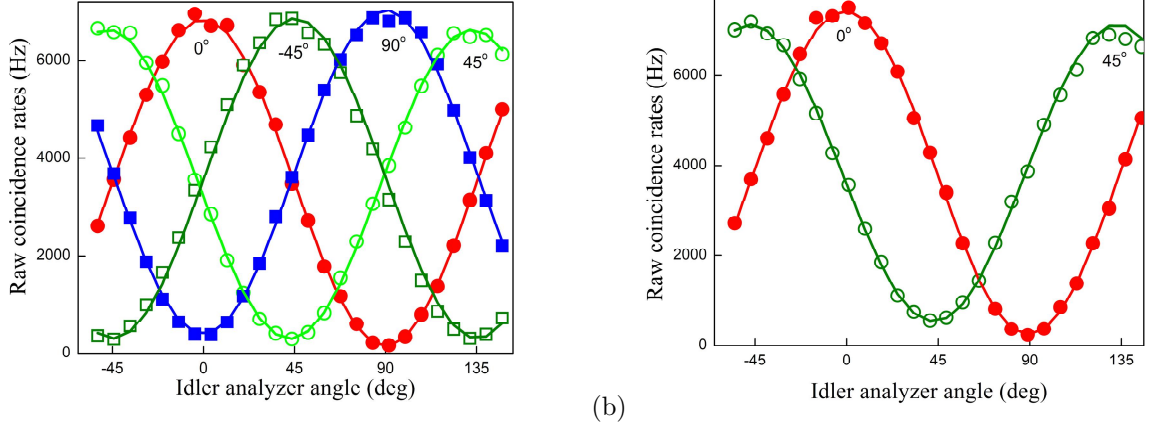 Raw coincidence rates (Hz)
6000
4000
2000
0
0°
-45°
90°
45°
-45 0 45 90 135
Idler analyzer angle (deg)
(b)
Raw coincidence rates (Hz)
6000
4000
2000
0
0°
45°
-45 0 45 90 135
Idler analyzer angle (deg)